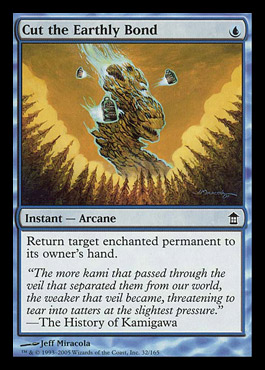 Cut the Earthly Bond
Instant — Arcane
Return target enchanted permanent to
its owner's hand.
"The more kami that passed through the
veil that separated them from our world,
the weaker that veil became, threatening to
tear into tatters at the slightest pressure."
—The History of Kamigawa
Jeff Miracola
™ & © 1993–2005 Wizards of the Coast, Inc. 32/165